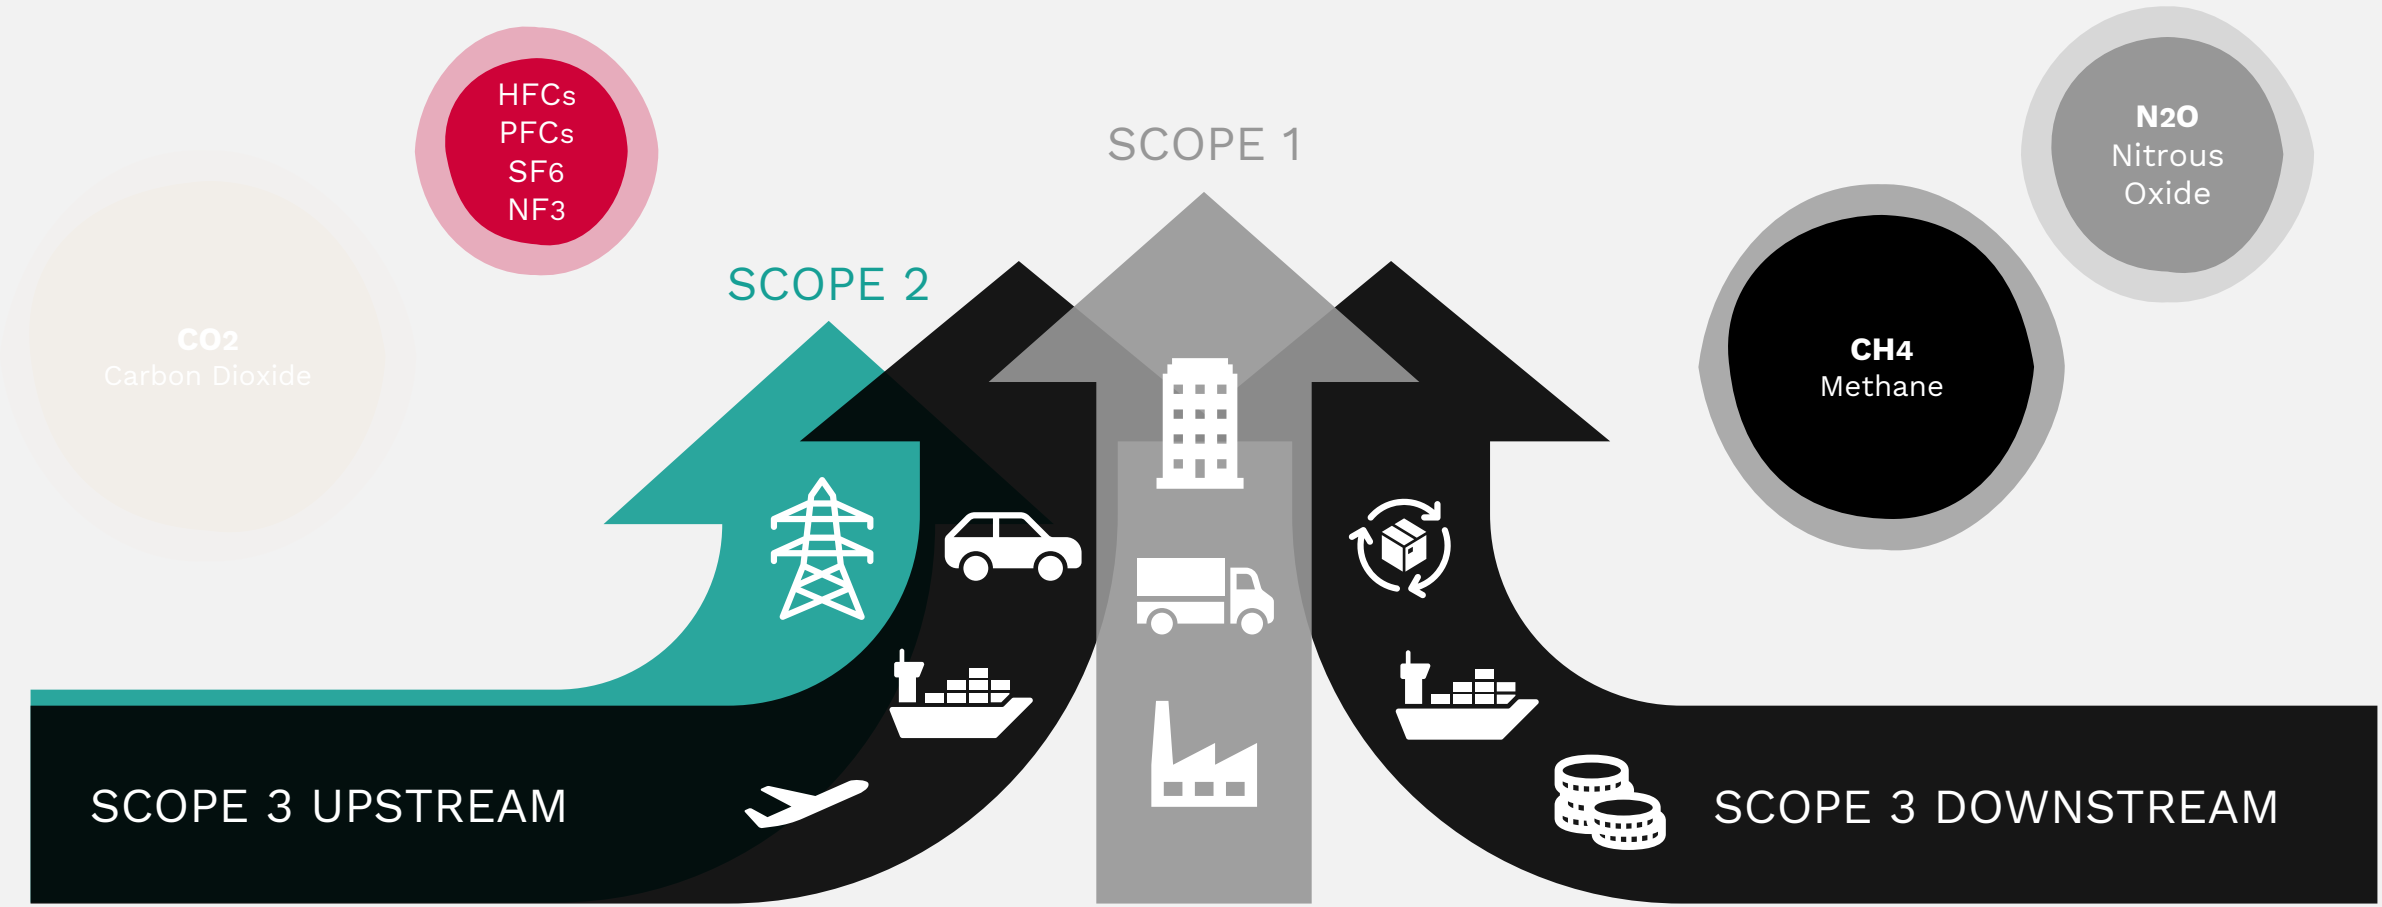 CO2
Carbon Dioxide
HFCs
PFCs
SF6
NF3
SCOPE 2
SCOPE 1
CH4
Methane
N2O
Nitrous
Oxide
SCOPE 3 UPSTREAM
SCOPE 3 DOWNSTREAM